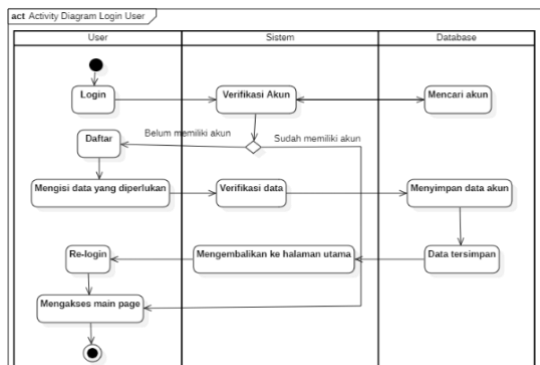 act Activity Diagram Login User
User
Sistem
Database
Login
Verifikasi Akun
Mencari akun
Belum memiliki akun
Sudah memiliki akun
Daftar
Mengisi data yang diperlukan
Verifikasi data
Menyimpan data akun
Re-login
Mengembalikan ke halaman utama
Data tersimpan
Mengakses main page